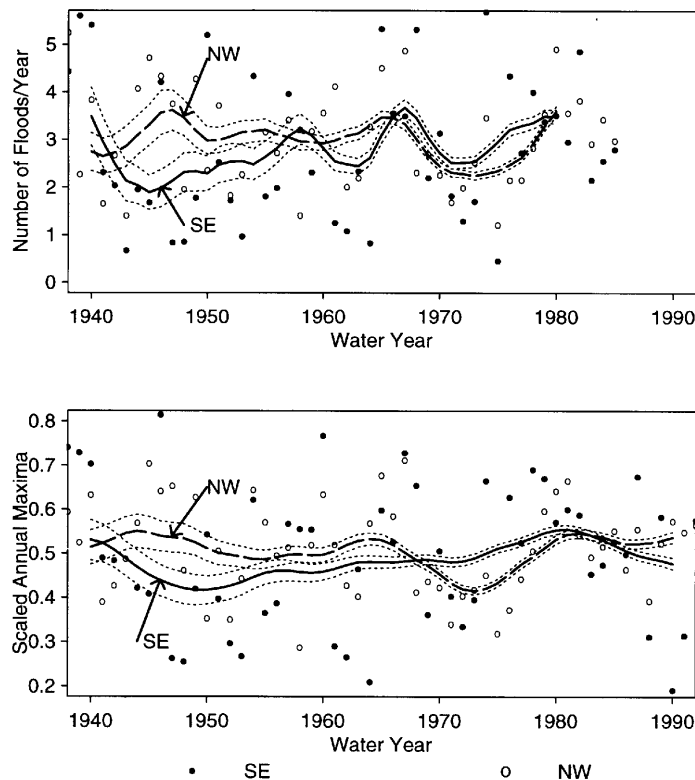 Number of Floods/Year
5
4
3
2
1
0
NW
SE
1940
1950
1960
1970
1980
1990
Water Year
Scaled Annual Maxima
0.8
0.7
0.6
0.5
0.4
0.3
0.2
NW
SE
1940
1950
1960
1970
1980
1990
Water Year
SE
NW